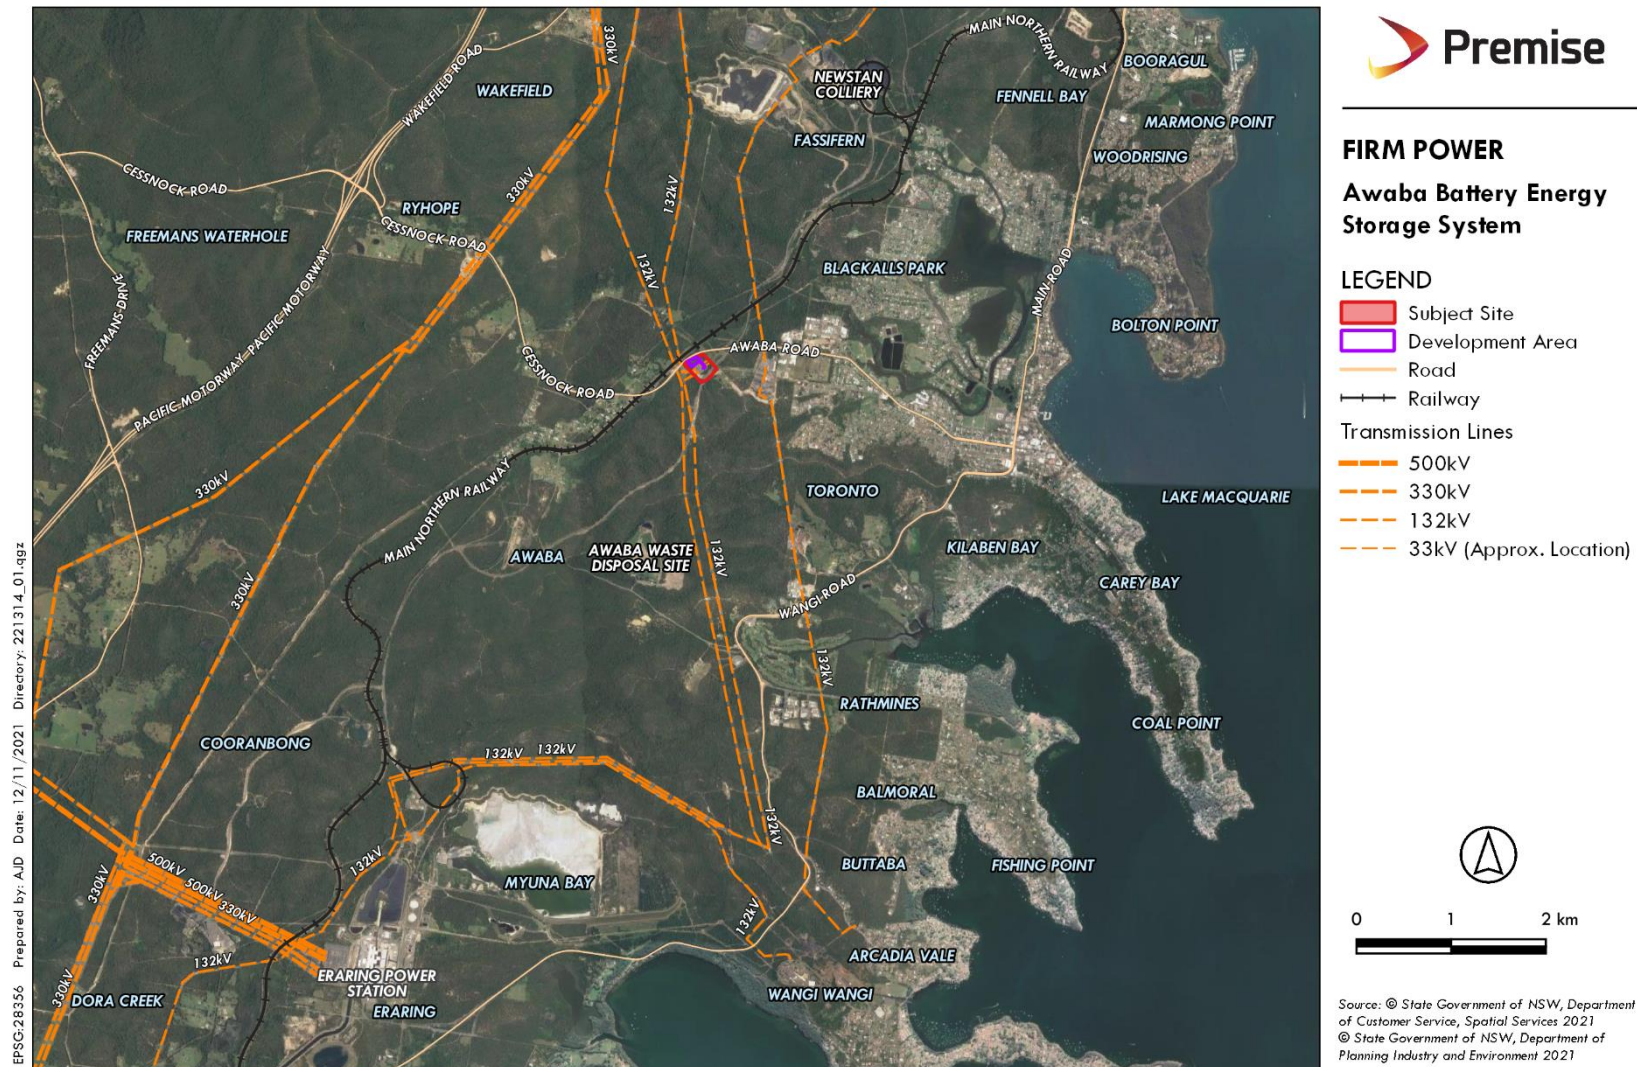 Premise
FIRM POWER
Awaba Battery Energy
Storage System
LEGEND
Subject Site
Development Area
Road
Railway
Transmission Lines
500kV
330kV
132kV
33kV (Approx. Location)
0 1 2 km
Source: © State Government of NSW, Department
of Customer Service, Spatial Services 2021
© State Government of NSW, Department of
Planning Industry and Environment 2021
EPSG:28356 Prepared by: AJD Date: 12/11/2021 Directory: 221314_01.qgz
330kV
MAIN NORTHERN RAILWAY
BOORAGUL
WAKEFIELD ROAD
WAKEFIELD
NEWSTAN
COLLIERY
FENNELL BAY
MARMONG POINT
FASSIFERN
WOODRISING
CESSNOCK ROAD
330kV
132kV
RYHOPE
CESSNOCK ROAD
FREEMANS WATERHOLE
132kV
BLACKALLS PARK
MAIN ROAD
FREEMANS DRIVE
PACIFIC MOTORWAY
PACIFIC MOTORWAY
BOLTON POINT
AWABA ROAD
CESSNOCK ROAD
330kV
MAIN NORTHERN RAILWAY
TORONTO
LAKE MACQUARIE
AWABA
AWABA WASTE
DISPOSAL SITE
132kV
KILABEN BAY
CAREY BAY
330kV
WANGI ROAD
132kV
RATHMINES
COAL POINT
COORANBONG
132kV
132kV
BALMORAL
132kV
500kV
500kV
330kV
330kV
132kV
MYUNA BAY
BUTTABA
FISHING POINT
132kV
132kV
ARCADIA VALE
ERARING POWER
STATION
330kV
DORA CREEK
ERARING
WANGI WANGI